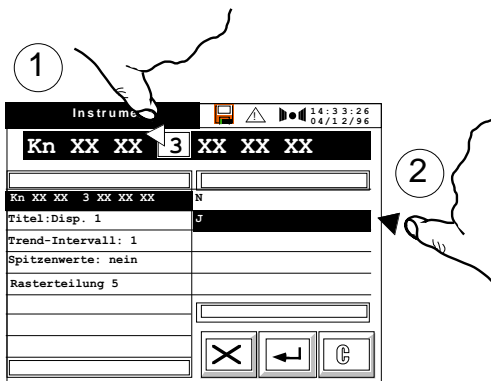 1
Instrume
14:33:26
04/12/96
Kn XX XX 3 XX XX XX
2
Kn XX XX 3 XX XX XX
N
Titel:Disp. 1
J
Trend-Intervall: 1
Spitzenwerte: nein
Rasterteilung 5
C